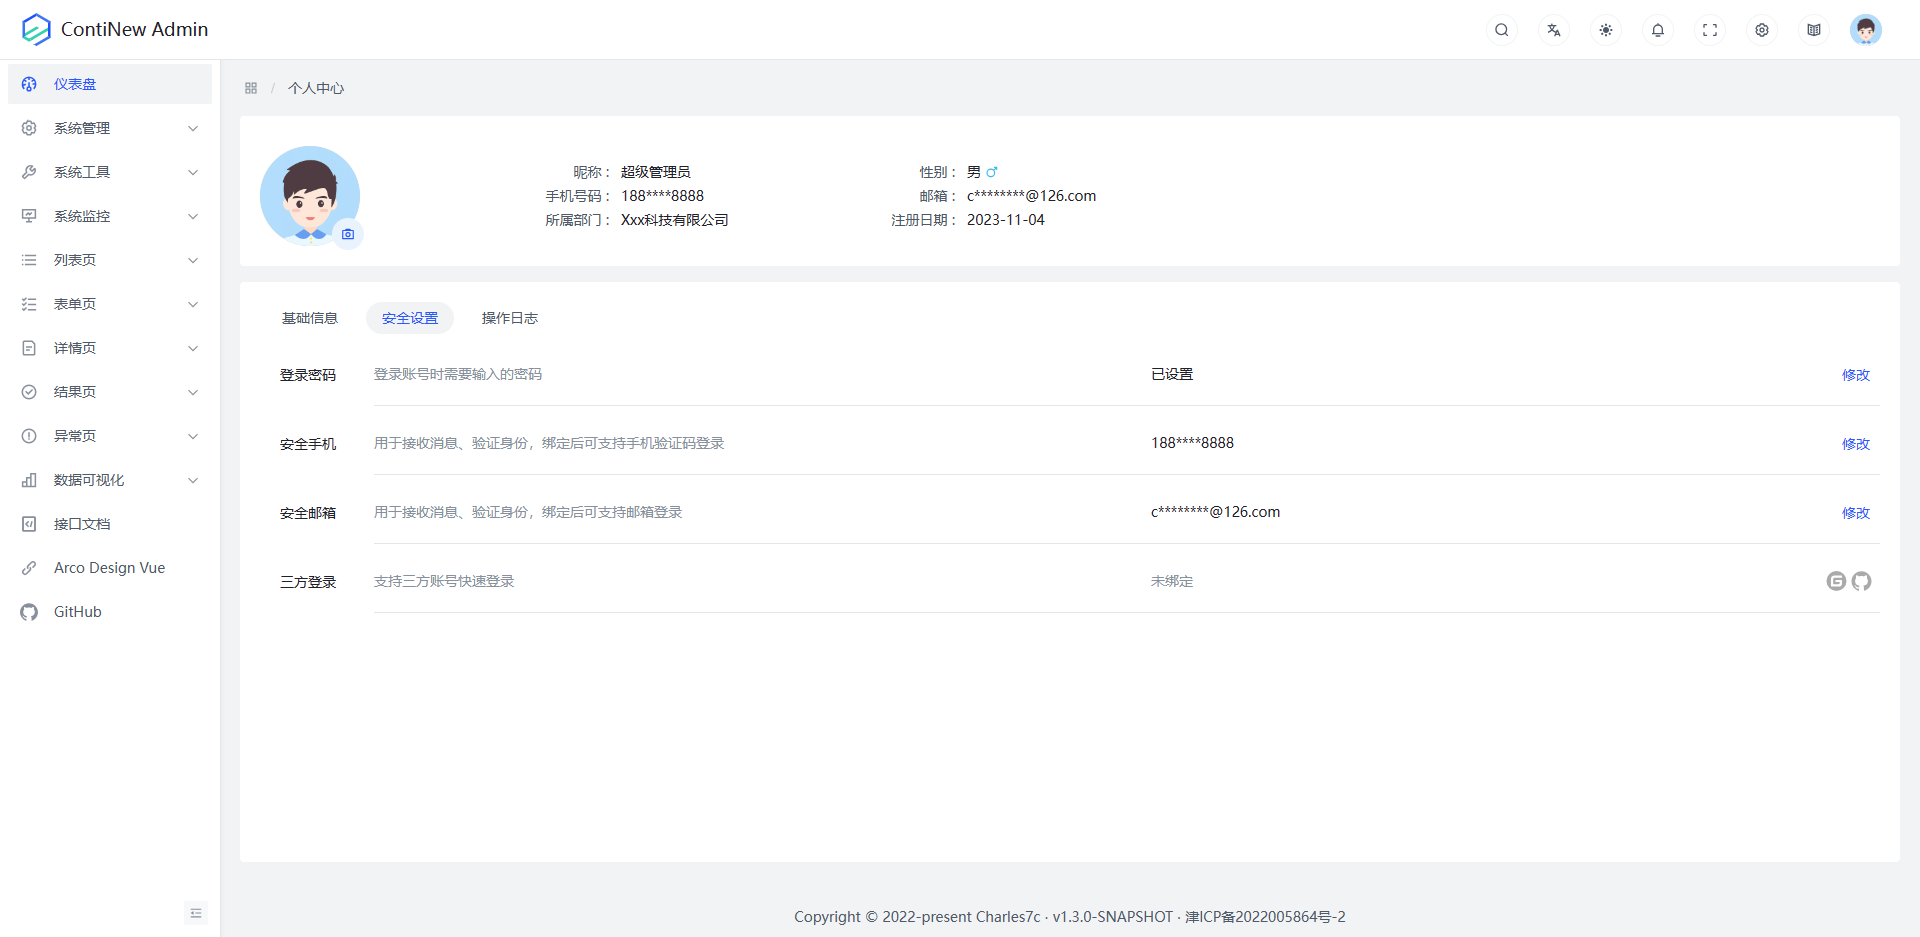 ContiNew Admin
仪表盘
系统管理
系统工具
系统监控
列表页
表单页
详情页
结果页
异常页
数据可视化
接口文档
Arco Design Vue
GitHub
/ 个人中心
昵称： 超级管理员 性别： 男
手机号码： 188****8888 邮箱： c********@126.com
所属部门： Xxx科技有限公司 注册日期： 2023-11-04
基础信息 安全设置 操作日志
登录密码 登录账号时需要输入的密码 已设置 修改
安全手机 用于接收消息、验证身份，绑定后可支持手机验证码登录 188****8888 修改
安全邮箱 用于接收消息、验证身份，绑定后可支持邮箱登录 c********@126.com 修改
三方登录 支持三方账号快速登录 未绑定
Copyright © 2022-present Charles7c · v1.3.0-SNAPSHOT · 津ICP备2022005864号-2